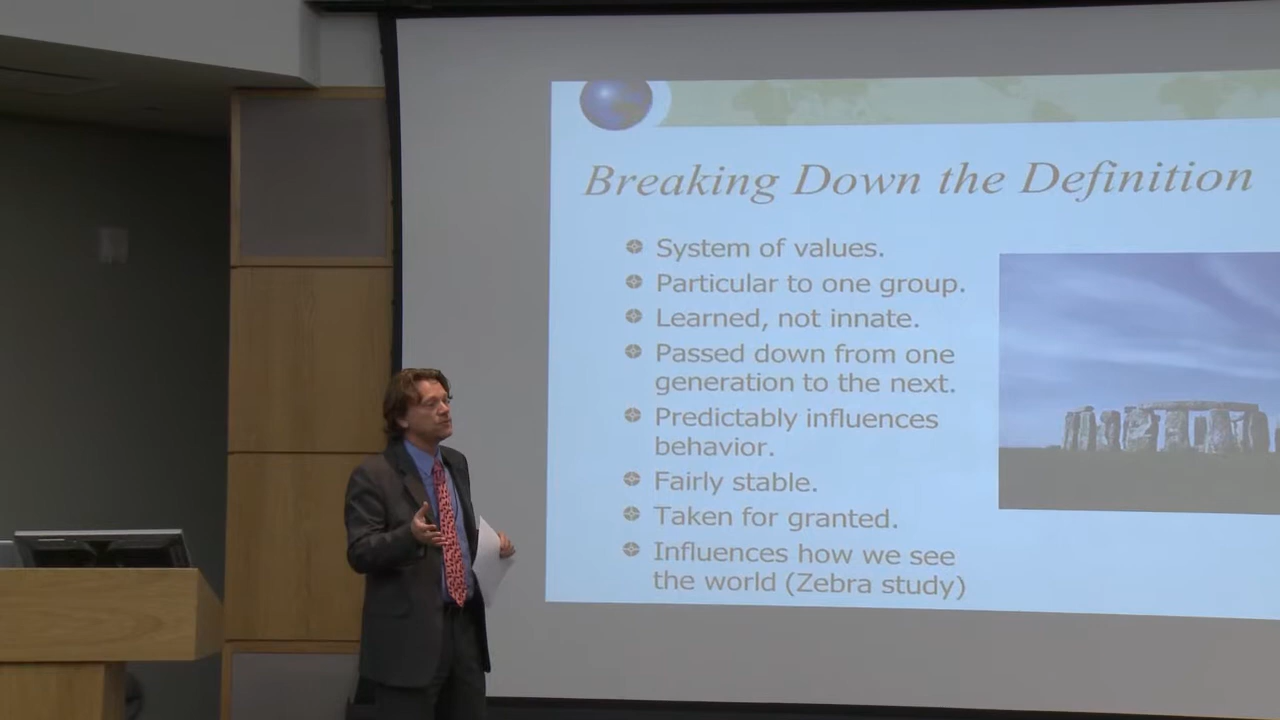 Breaking Down the Definition
System of values.
Particular to one group.
Learned, not innate.
Passed down from one
generation to the next.
Predictably influences
behavior.
Fairly stable.
Taken for granted.
Influences how we see
the world (Zebra study)